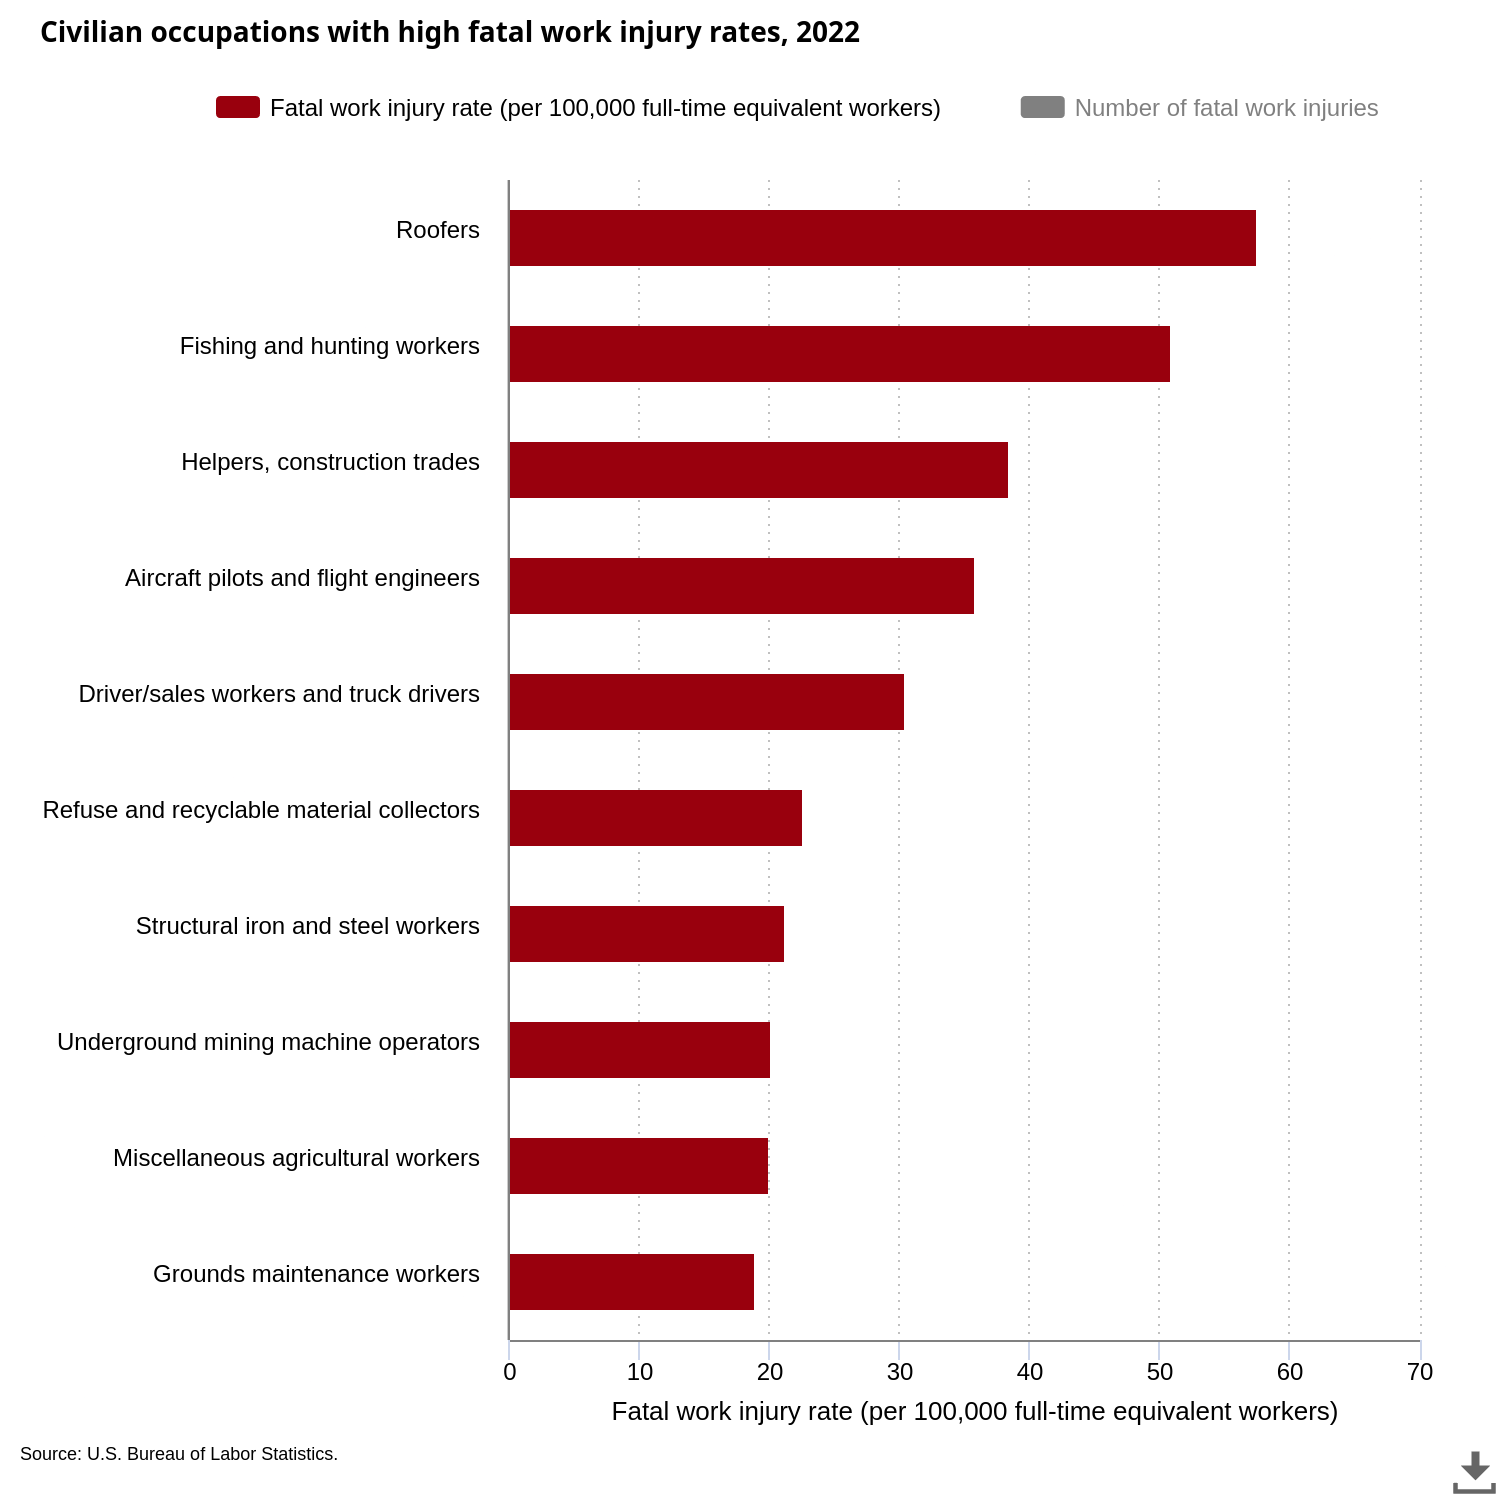 Civilian occupations with high fatal work injury rates, 2022
Fatal work injury rate (per 100,000 full-time equivalent workers)
Number of fatal work injuries
Roofers
Fishing and hunting workers
Helpers, construction trades
Aircraft pilots and flight engineers
Driver/sales workers and truck drivers
Refuse and recyclable material collectors
Structural iron and steel workers
Underground mining machine operators
Miscellaneous agricultural workers
Grounds maintenance workers
0 10 20 30 40 50 60 70
Fatal work injury rate (per 100,000 full-time equivalent workers)
Source: U.S. Bureau of Labor Statistics.